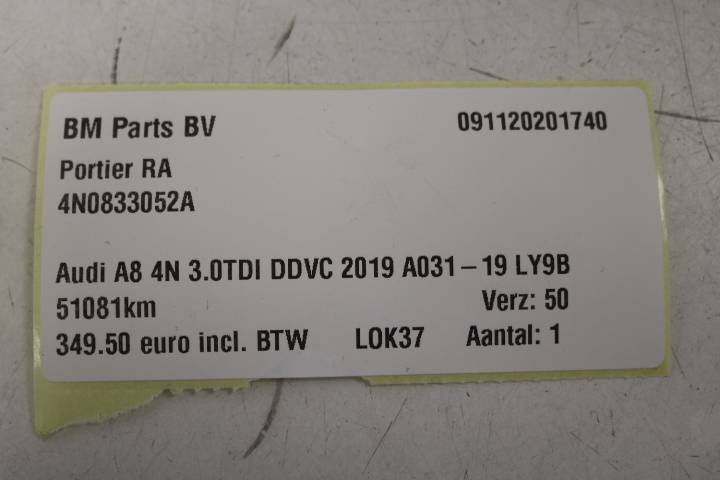 BM Parts BV 091120201740
Portier RA
4N0833052A
Audi A8 4N 3.0TDI DDVC 2019 A031-19 LY9B
51081km Verz: 50
349.50 euro incl. BTW LOK37 Aantal: 1